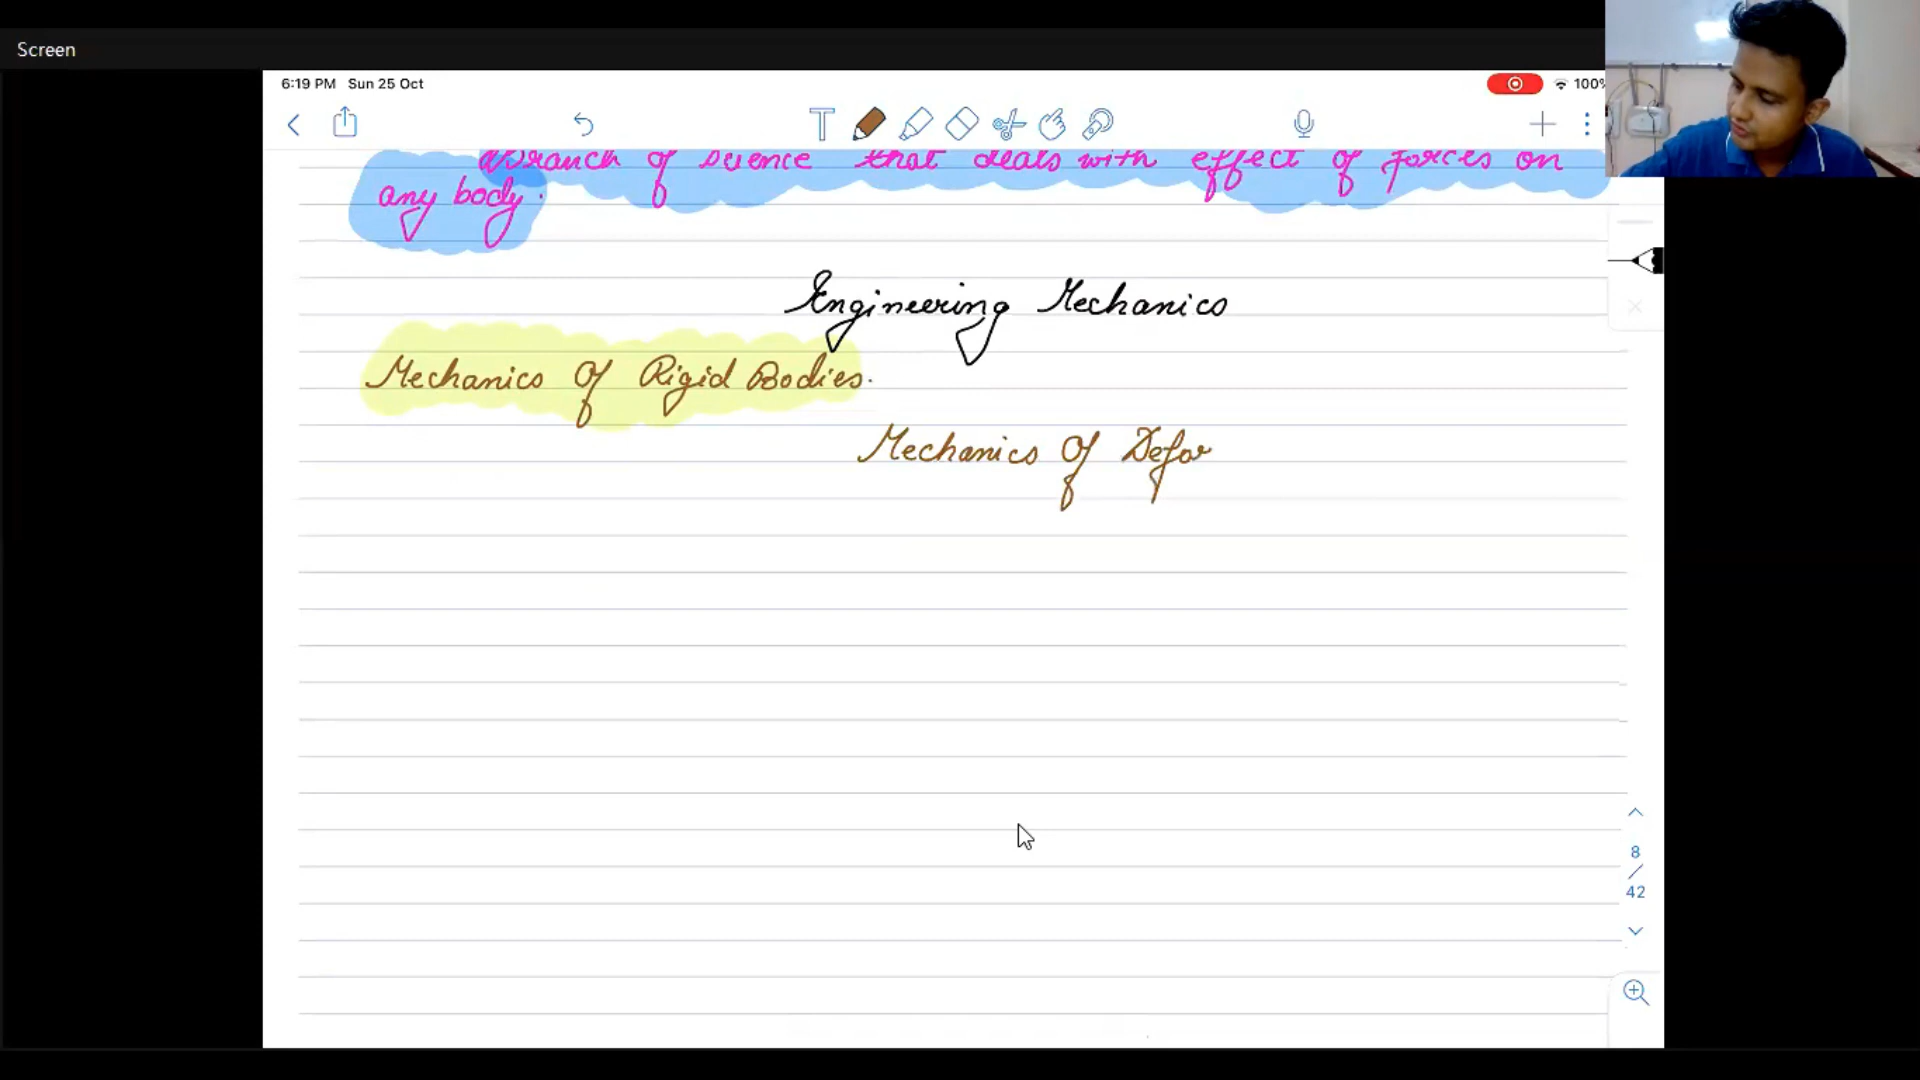 Screen
6:19 PM Sun 25 Oct
100%
branch of science that deals with effect of forces on
any body.
Engineering Mechanics
Mechanics Of Rigid Bodies.
Mechanics Of Defor
8
/
42